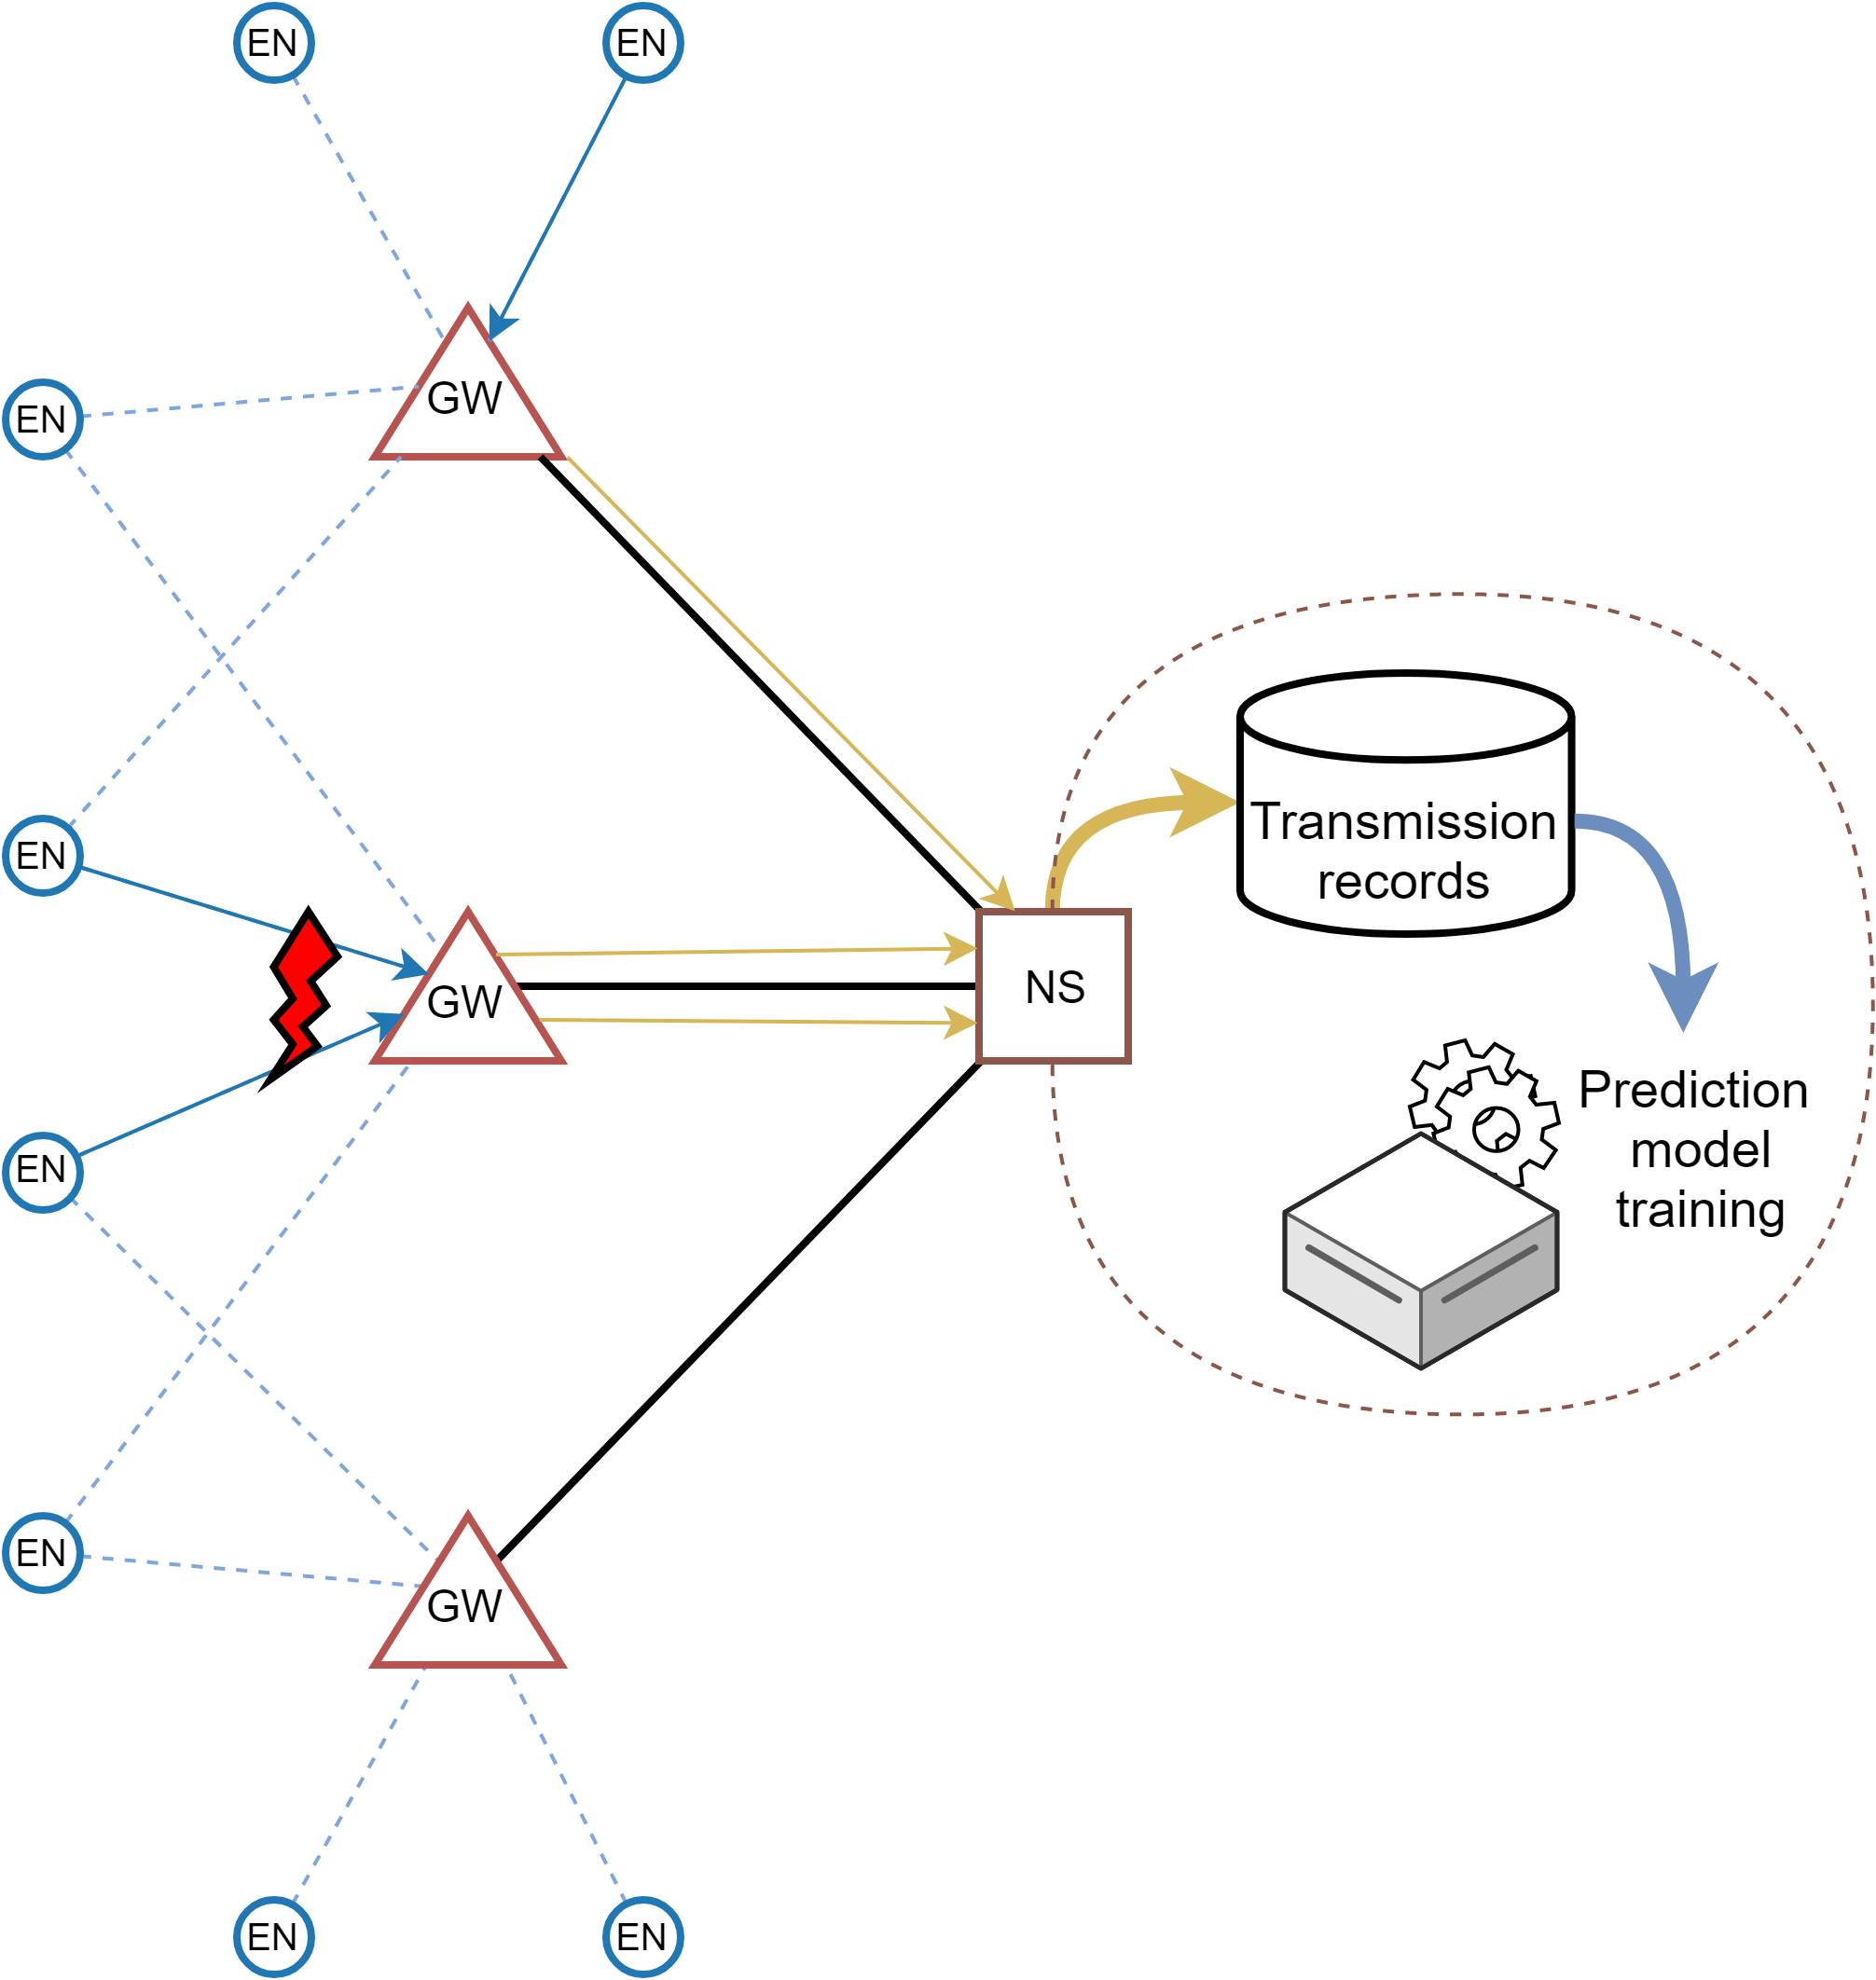 EN
EN
GW
EN
EN
GW
NS
Transmission
records
Prediction
model
training
EN
EN
GW
EN
EN